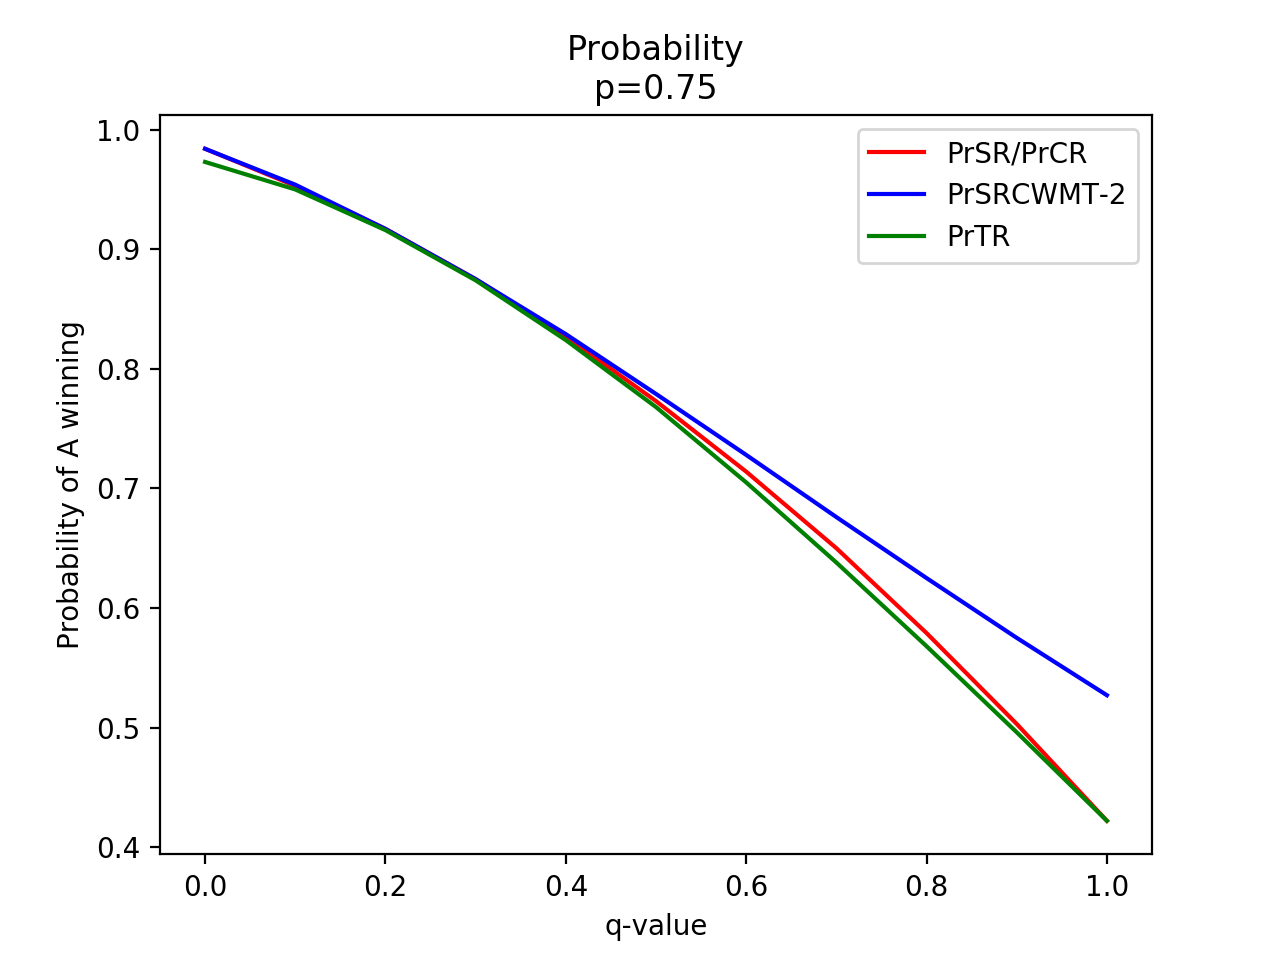 Probability
p=0.75
1.0
0.9
0.8
0.7
0.6
0.5
0.4
Probability of A winning
PrSR/PrCR
PrSRCWMT-2
PrTR
0.0 0.2 0.4 0.6 0.8 1.0
q-value